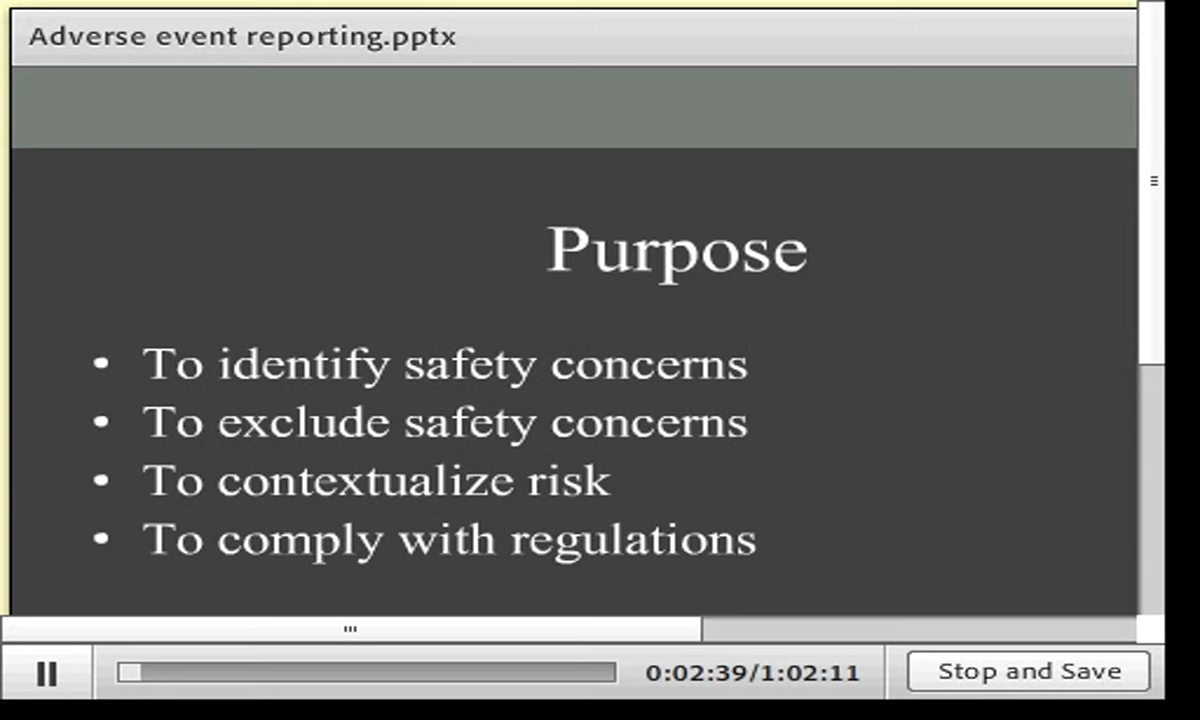 Adverse event reporting.pptx
Purpose
• To identify safety concerns
• To exclude safety concerns
• To contextualize risk
• To comply with regulations
0:02:39/1:02:11
Stop and Save